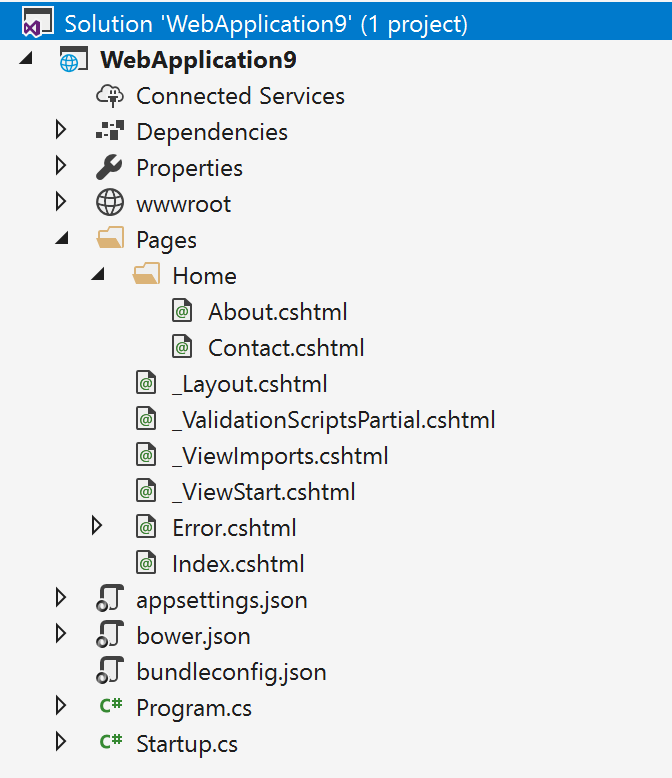 Solution 'WebApplication9' (1 project)
WebApplication9
Connected Services
Dependencies
Properties
wwwroot
Pages
Home
About.cshtml
Contact.cshtml
_Layout.cshtml
_ValidationScriptsPartial.cshtml
_ViewImports.cshtml
_ViewStart.cshtml
Error.cshtml
Index.cshtml
appsettings.json
bower.json
bundleconfig.json
C# Program.cs
C# Startup.cs